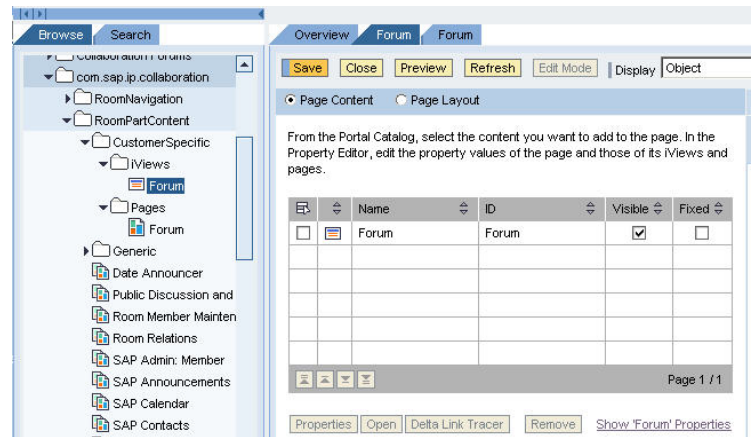 Browse Search
Collaboration Forums
com.sap.ip.collaboration
RoomNavigation
RoomPartContent
CustomerSpecific
iViews
Forum
Pages
Forum
Generic
Date Announcer
Public Discussion and
Room Member Mainten
Room Relations
SAP Admin: Member
SAP Announcements
SAP Calendar
SAP Contacts
Overview Forum Forum
Save Close Preview Refresh Edit Mode Display Object
Page Content Page Layout
From the Portal Catalog, select the content you want to add to the page. In the
Property Editor, edit the property values of the page and those of its iViews and
pages.
Name ID Visible Fixed
Forum Forum
Page 1 / 1
Properties Open Delta Link Tracer Remove Show 'Forum' Properties